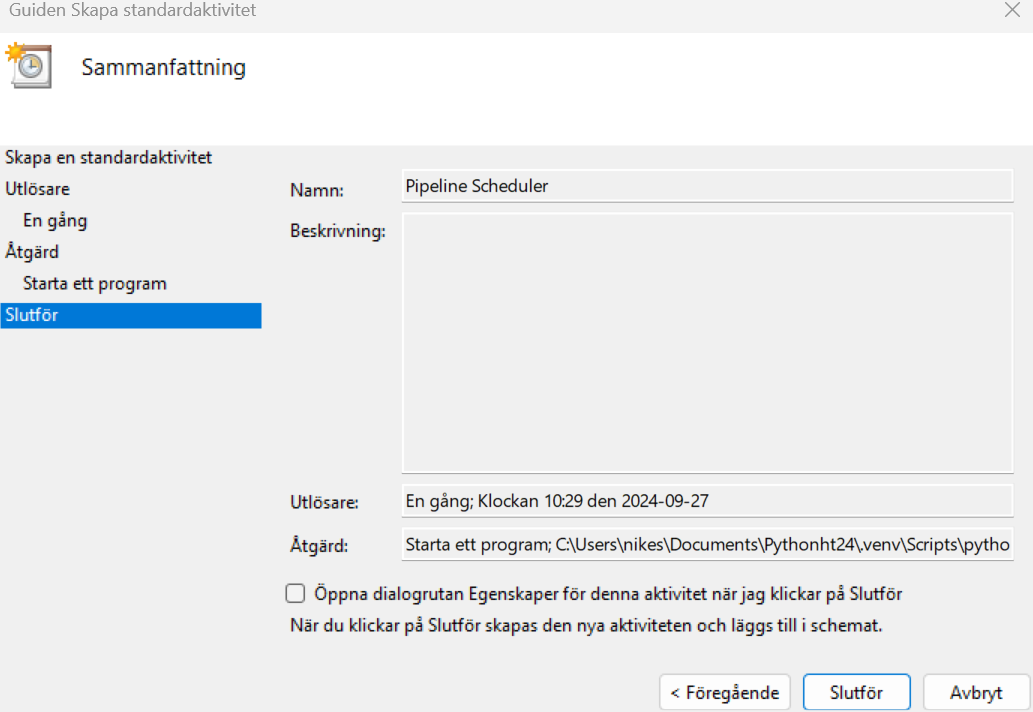 Guiden Skapa standardaktivitet
Sammanfattning
Skapa en standardaktivitet
Utlösare
En gång
Åtgärd
Starta ett program
Slutför
Namn: Pipeline Scheduler
Beskrivning:
Utlösare: En gång; Klockan 10:29 den 2024-09-27
Åtgärd: Starta ett program; C:\Users\nikes\Documents\Pythonht24\.venv\Scripts\pytho
Öppna dialogrutan Egenskaper för denna aktivitet när jag klickar på Slutför
När du klickar på Slutför skapas den nya aktiviteten och läggs till i schemat.
< Föregående Slutför Avbryt